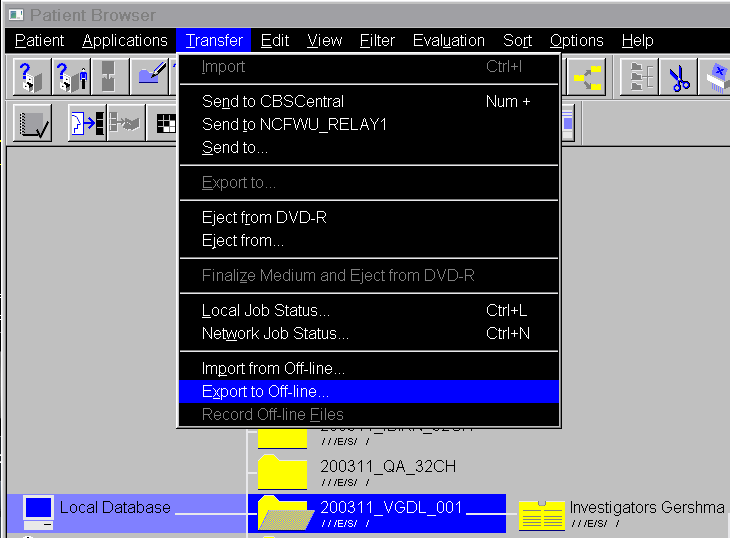 Patient Browser
Patient Applications Transfer Edit View Filter Evaluation Sort Options Help
Import Ctrl+I
Send to CBSCentral Num +
Send to NCFWU_RELAY1
Send to...
Export to...
Eject from DVD-R
Eject from...
Finalize Medium and Eject from DVD-R
Local Job Status... Ctrl+L
Network Job Status... Ctrl+N
Import from Off-line...
Export to Off-line...
Record Off-line Files
/ / /E/S/ /
200311_QA_32CH
/ / /E/S/ /
Local Database 200311_VGDL_001 Investigators Gershma
/ / /E/S/ / / / /E/S/ /